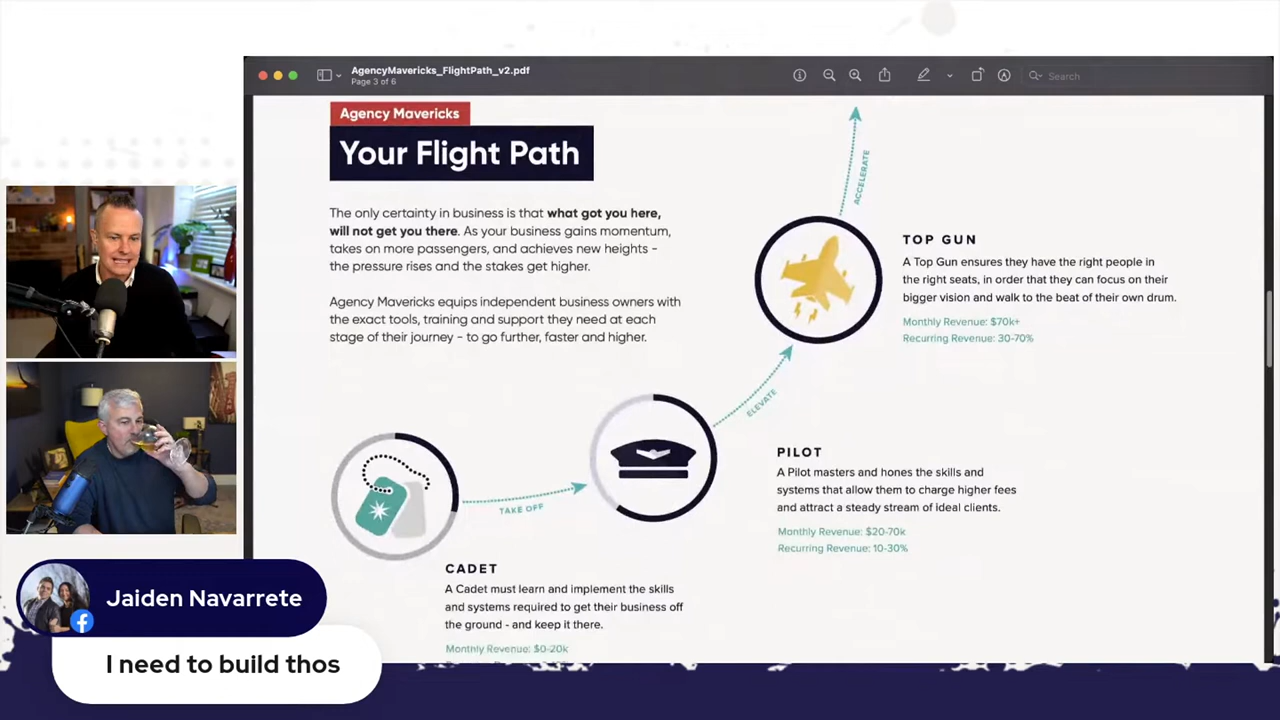 AgencyMavericks_FlightPath_v2.pdf
Page 3 of 6
Search
Agency Mavericks
Your Flight Path
The only certainty in business is that what got you here,
will not get you there. As your business gains momentum,
takes on more passengers, and achieves new heights -
the pressure rises and the stakes get higher.
Agency Mavericks equips independent business owners with
the exact tools, training and support they need at each
stage of their journey - to go further, faster and higher.
ACCELERATE
TOP GUN
A Top Gun ensures they have the right people in
the right seats, in order that they can focus on their
bigger vision and walk to the beat of their own drum.
Monthly Revenue: $70k+
Recurring Revenue: 30-70%
ELEVATE
PILOT
A Pilot masters and hones the skills and
systems that allow them to charge higher fees
and attract a steady stream of ideal clients.
Monthly Revenue: $20-70k
Recurring Revenue: 10-30%
TAKE OFF
CADET
A Cadet must learn and implement the skills
and systems required to get their business off
the ground - and keep it there.
Monthly Revenue: $0-20k
Jaiden Navarrete
I need to build thos